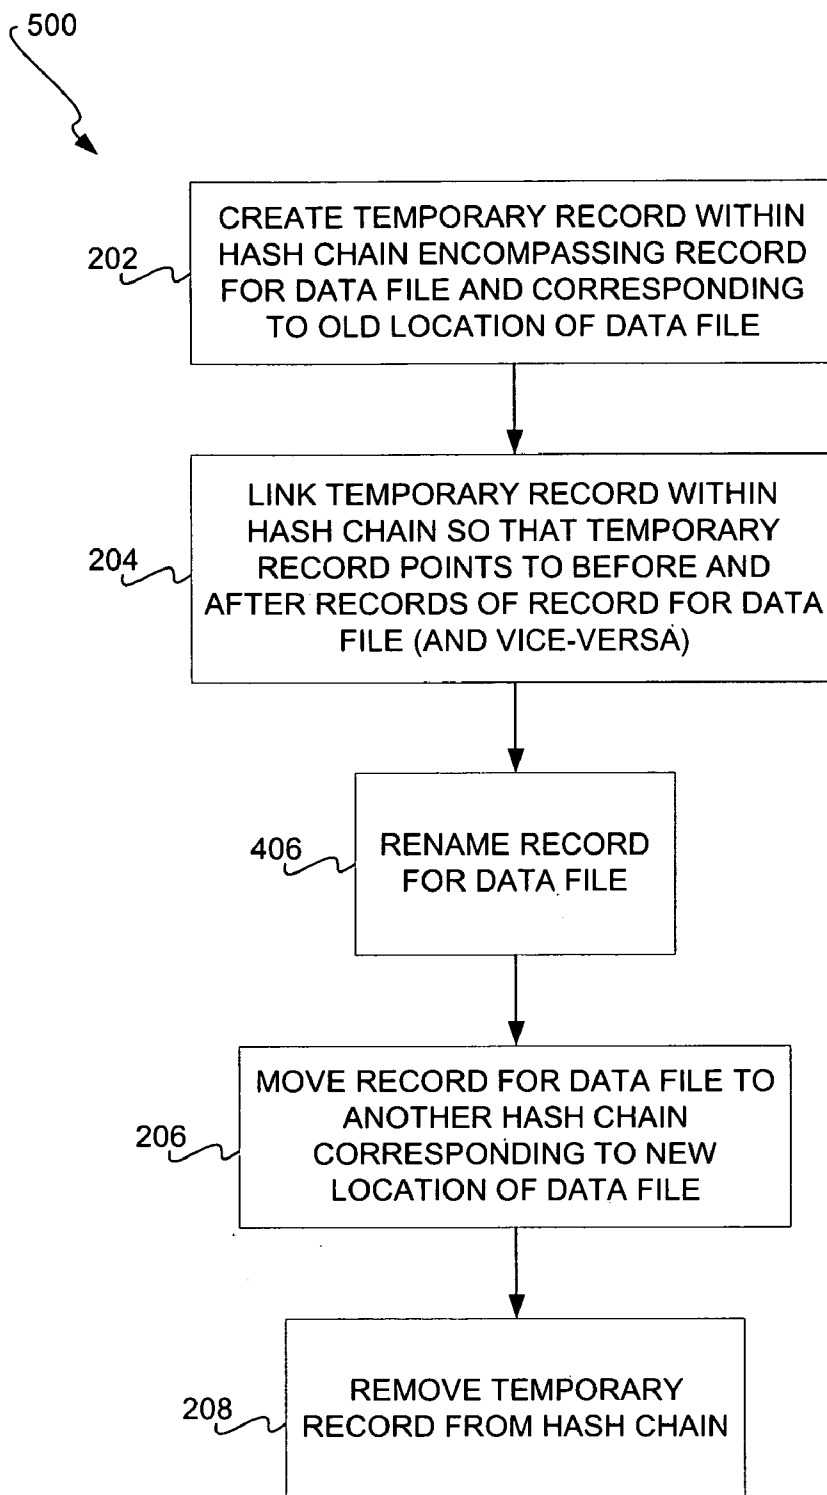 500
202
CREATE TEMPORARY RECORD WITHIN
HASH CHAIN ENCOMPASSING RECORD
FOR DATA FILE AND CORRESPONDING
TO OLD LOCATION OF DATA FILE
204
LINK TEMPORARY RECORD WITHIN
HASH CHAIN SO THAT TEMPORARY
RECORD POINTS TO BEFORE AND
AFTER RECORDS OF RECORD FOR DATA
FILE (AND VICE-VERSA)
406
RENAME RECORD
FOR DATA FILE
206
MOVE RECORD FOR DATA FILE TO
ANOTHER HASH CHAIN
CORRESPONDING TO NEW
LOCATION OF DATA FILE
208
REMOVE TEMPORARY
RECORD FROM HASH CHAIN